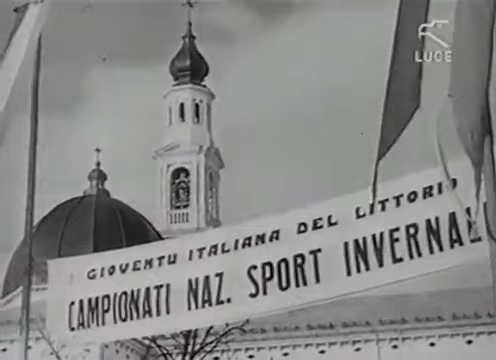 LUCE
GIOVENTU ITALIANA DEL LITTORIO
CAMPIONATI NAZ. SPORT INVERNALI